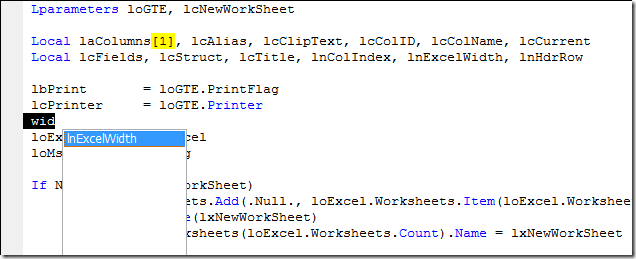 Lparameters loGTE, lcNewWorkSheet
Local laColumns[1], lcAlias, lcClipText, lcColID, lcColName, lcCurrent
Local lcFields, lcStruct, lcTitle, lnColIndex, lnExcelWidth, lnHdrRow
lbPrint = loGTE.PrintFlag
lcPrinter = loGTE.Printer
wid
lnExcelWidth
loEx cel
loMs g
If N orkSheet)
ets.Add(.Null., loExcel.Worksheets.Item(loExcel.Workshee
e(lxNewWorkSheet)
ksheets(loExcel.Worksheets.Count).Name = lxNewWorkSheet